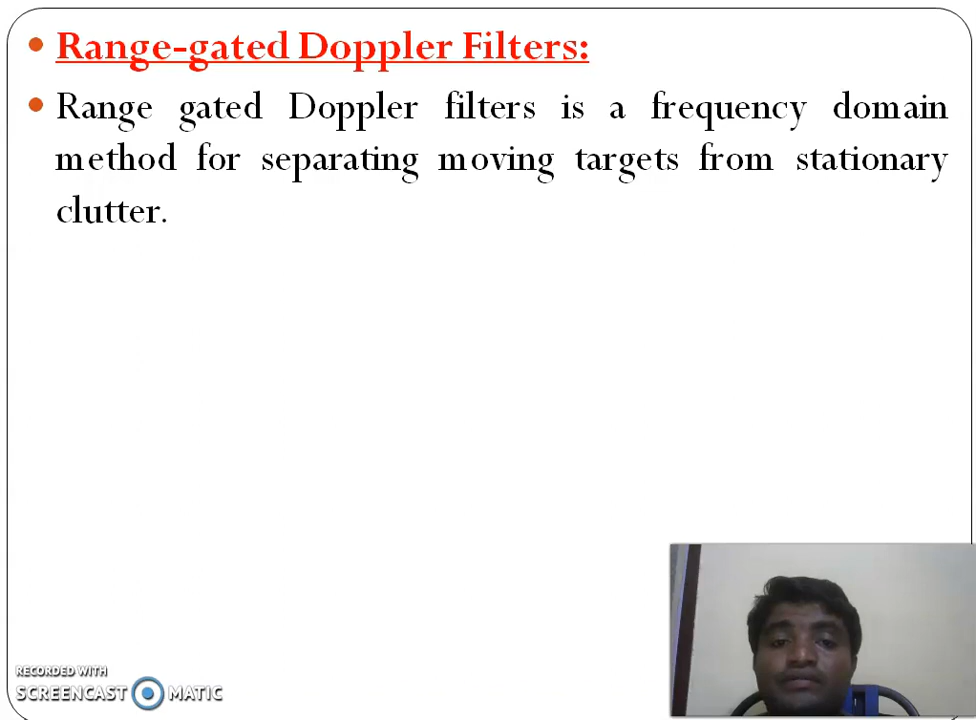 Range-gated Doppler Filters:
Range gated Doppler filters is a frequency domain
method for separating moving targets from stationary
clutter.
RECORDED WITH
SCREENCAST MATIC